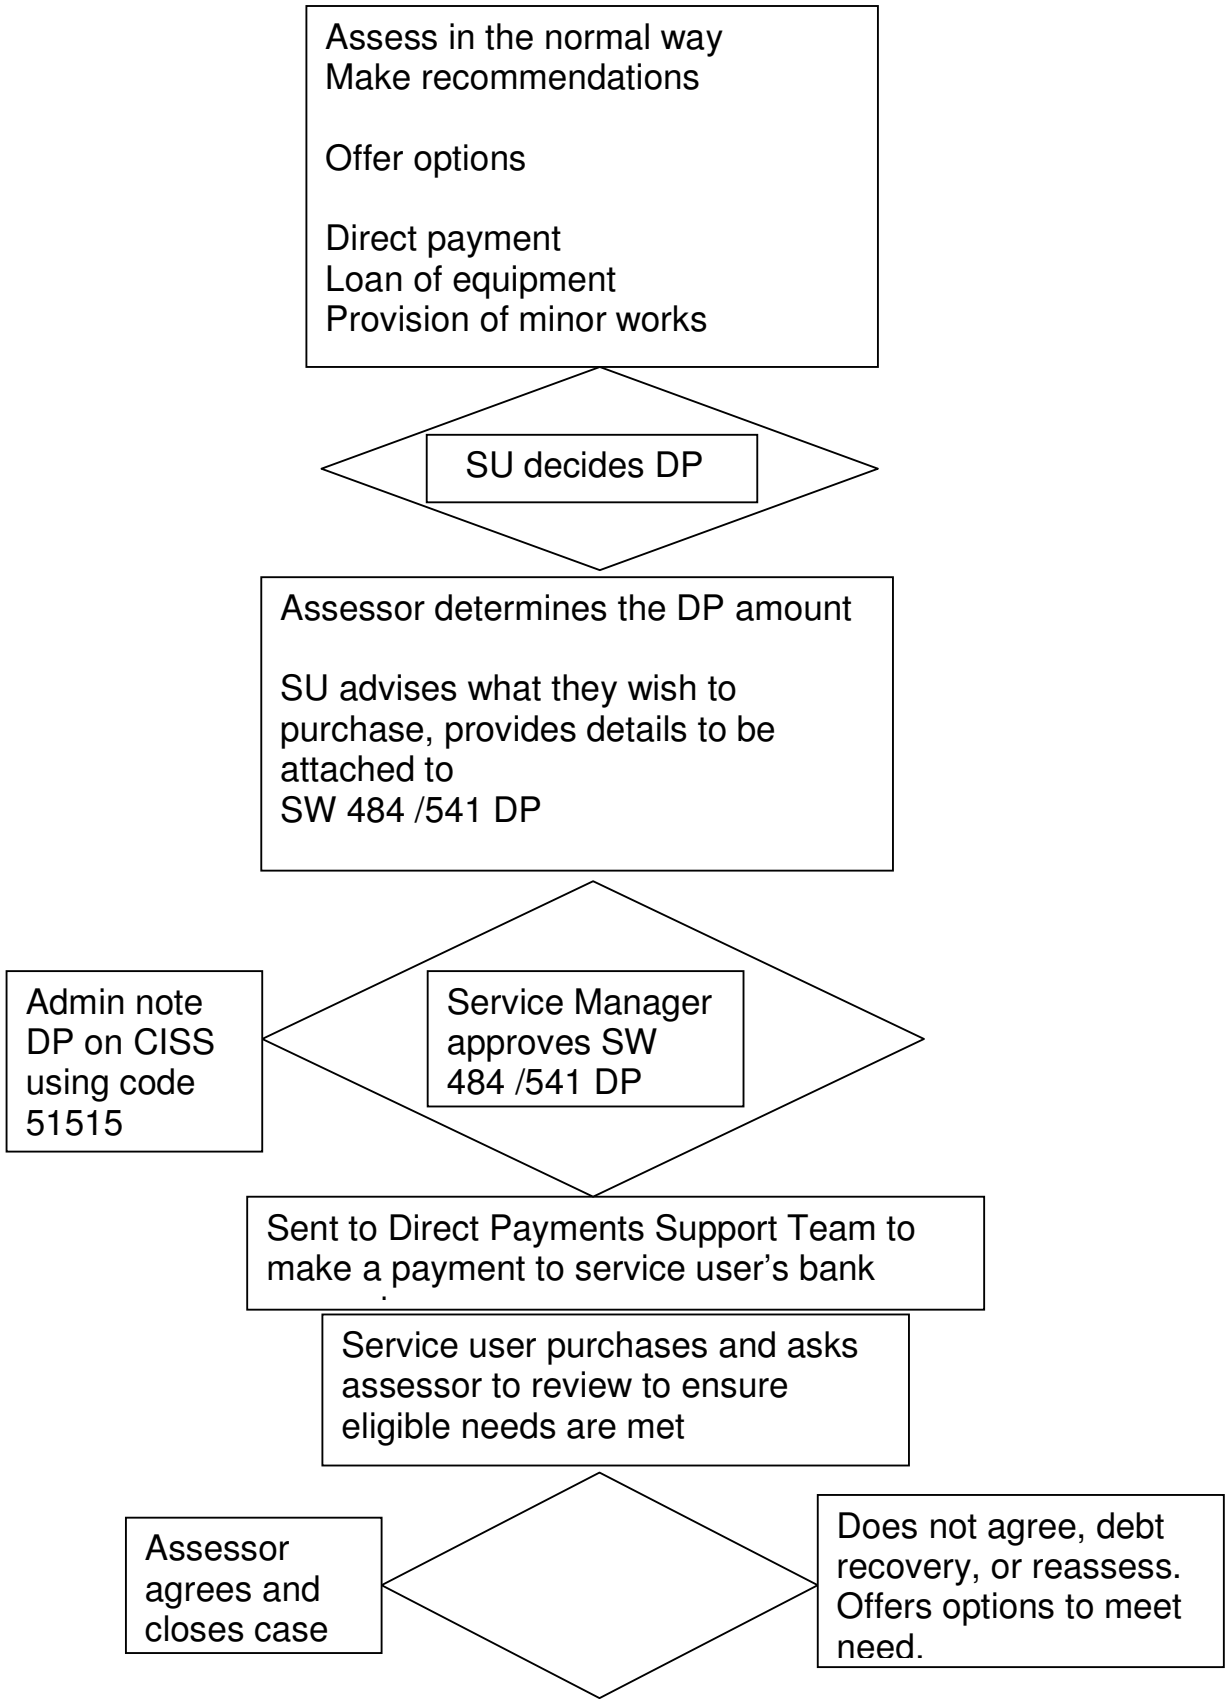 Assess in the normal way
Make recommendations
Offer options
Direct payment
Loan of equipment
Provision of minor works
SU decides DP
Assessor determines the DP amount
SU advises what they wish to
purchase, provides details to be
attached to
SW 484 /541 DP
Admin note
DP on CISS
using code
51515
Service Manager
approves SW
484 /541 DP
Sent to Direct Payments Support Team to
make a payment to service user’s bank
Service user purchases and asks
assessor to review to ensure
eligible needs are met
Assessor
agrees and
closes case
Does not agree, debt
recovery, or reassess.
Offers options to meet
need.